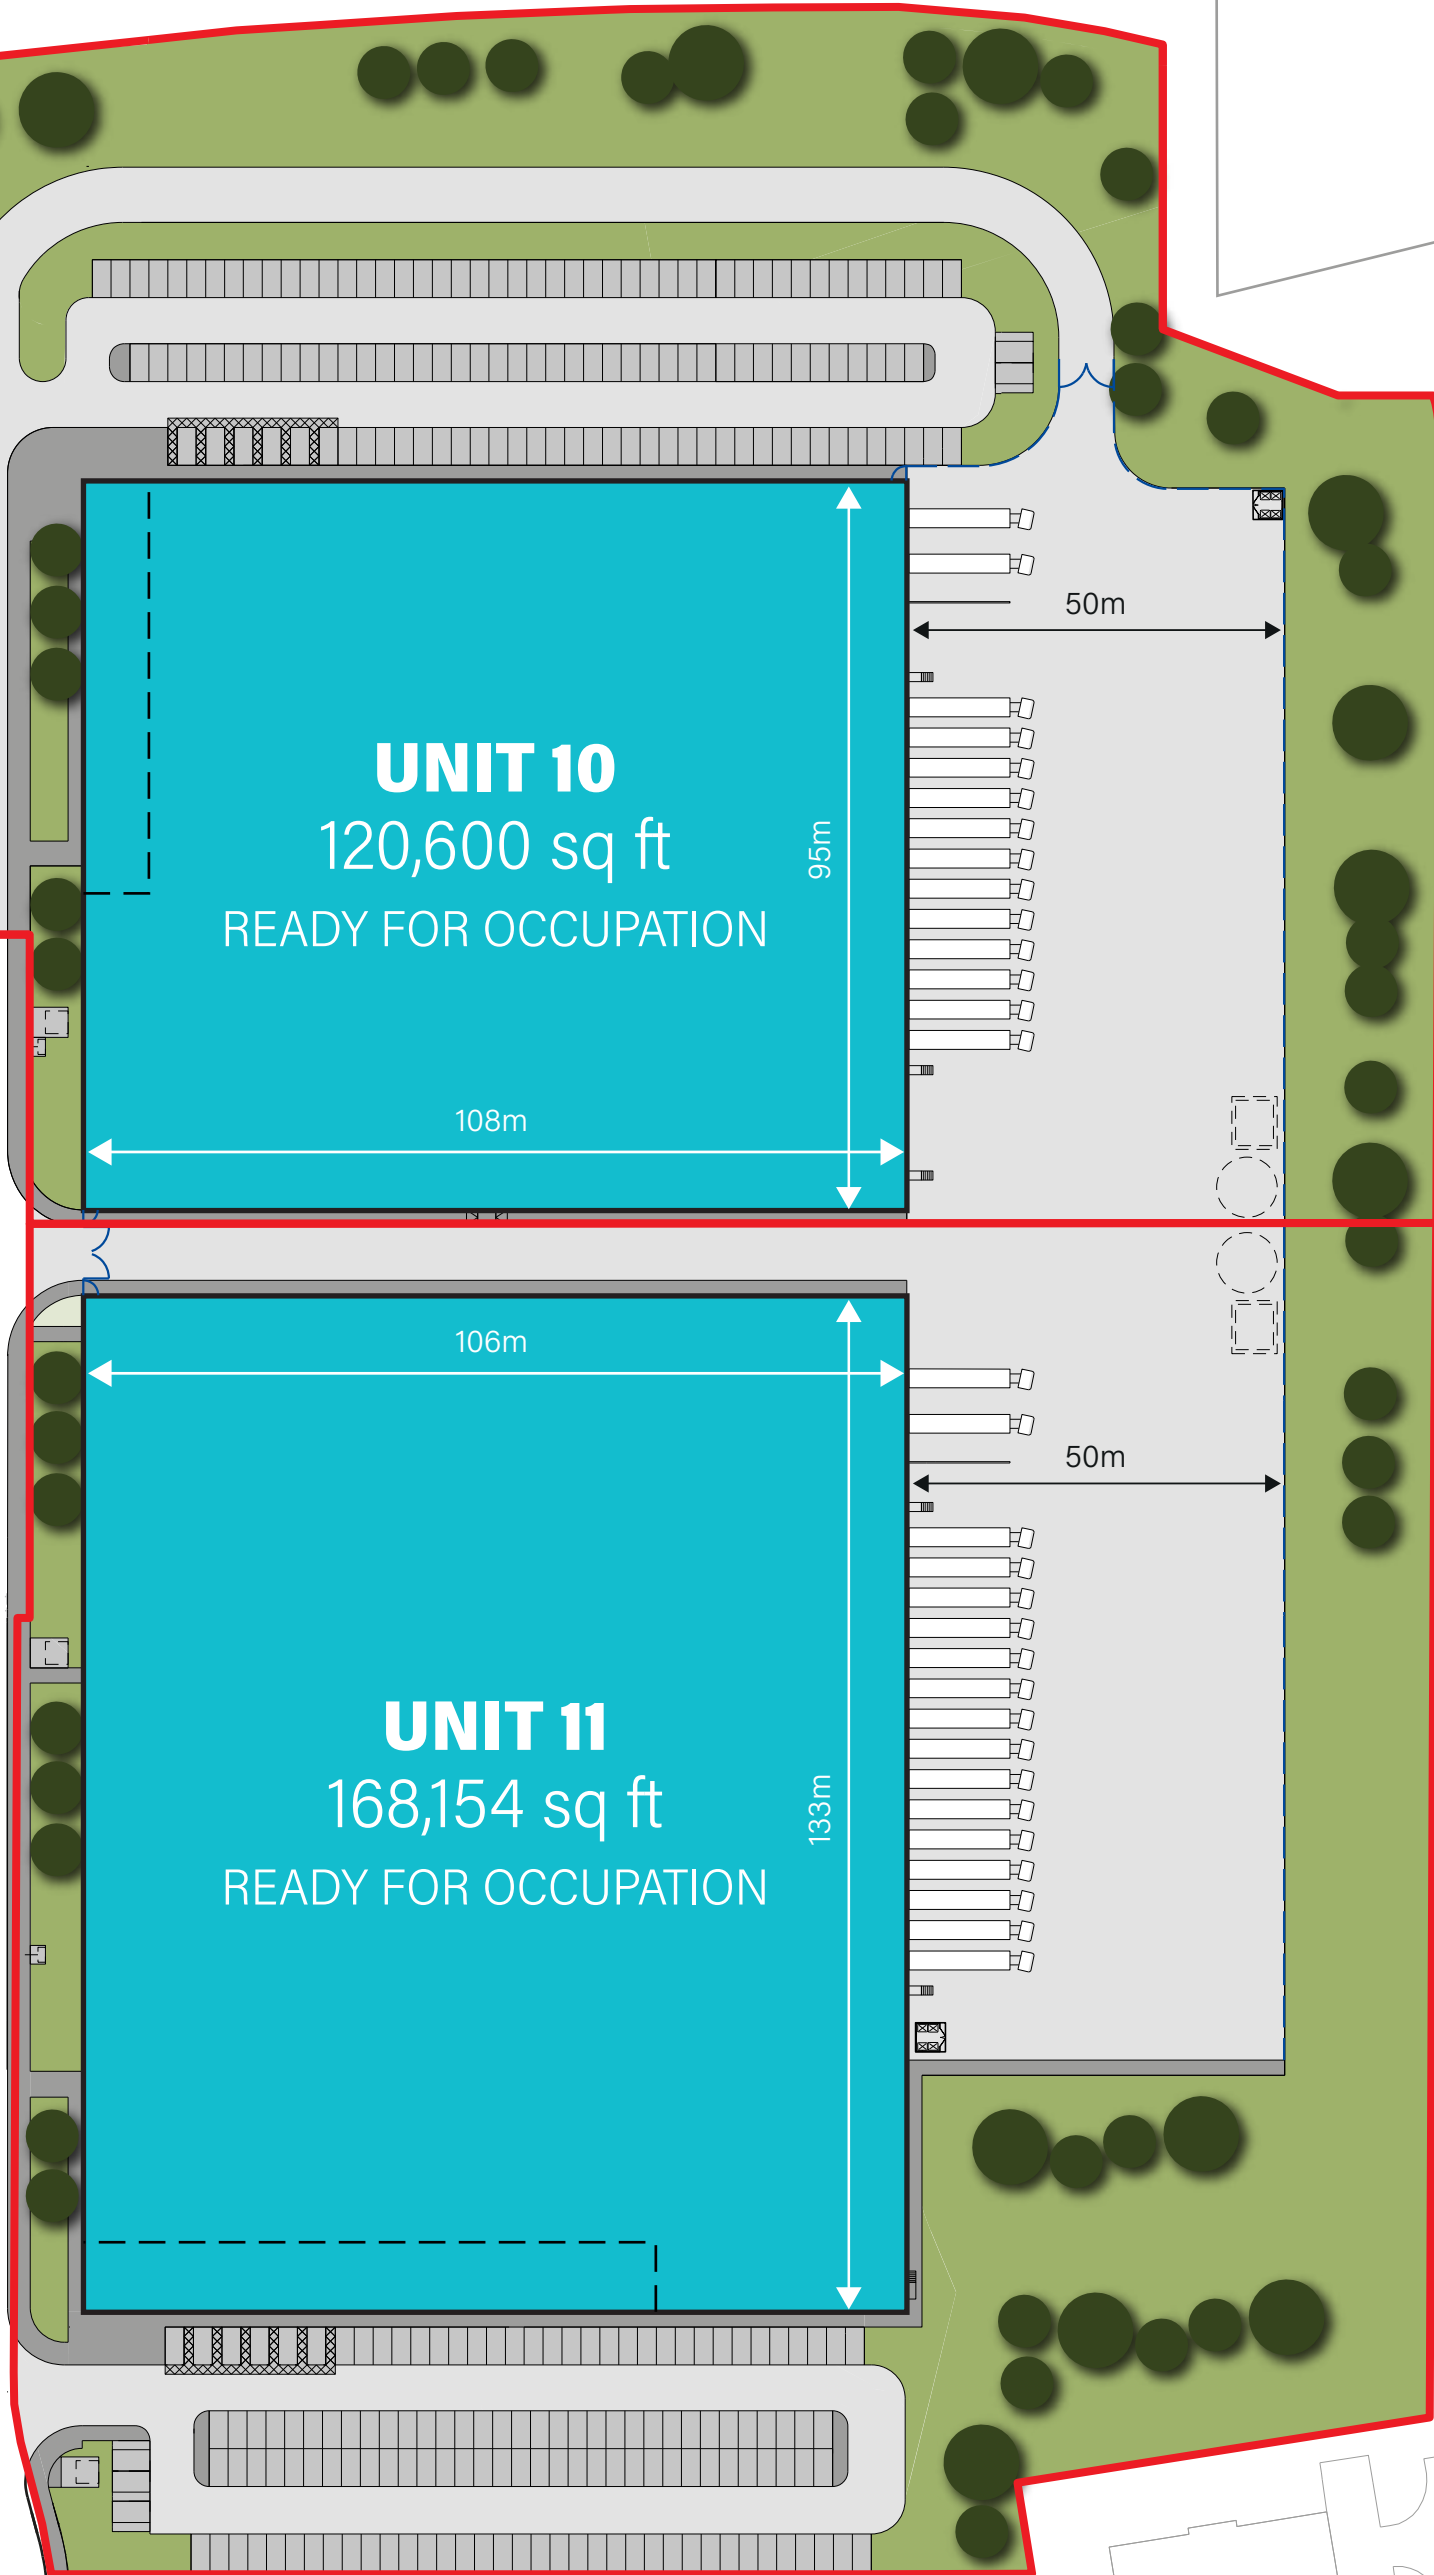 50m
UNIT 10
120,600 sq ft
READY FOR OCCUPATION
95m
108m
106m
50m
UNIT 11
168,154 sq ft
READY FOR OCCUPATION
133m